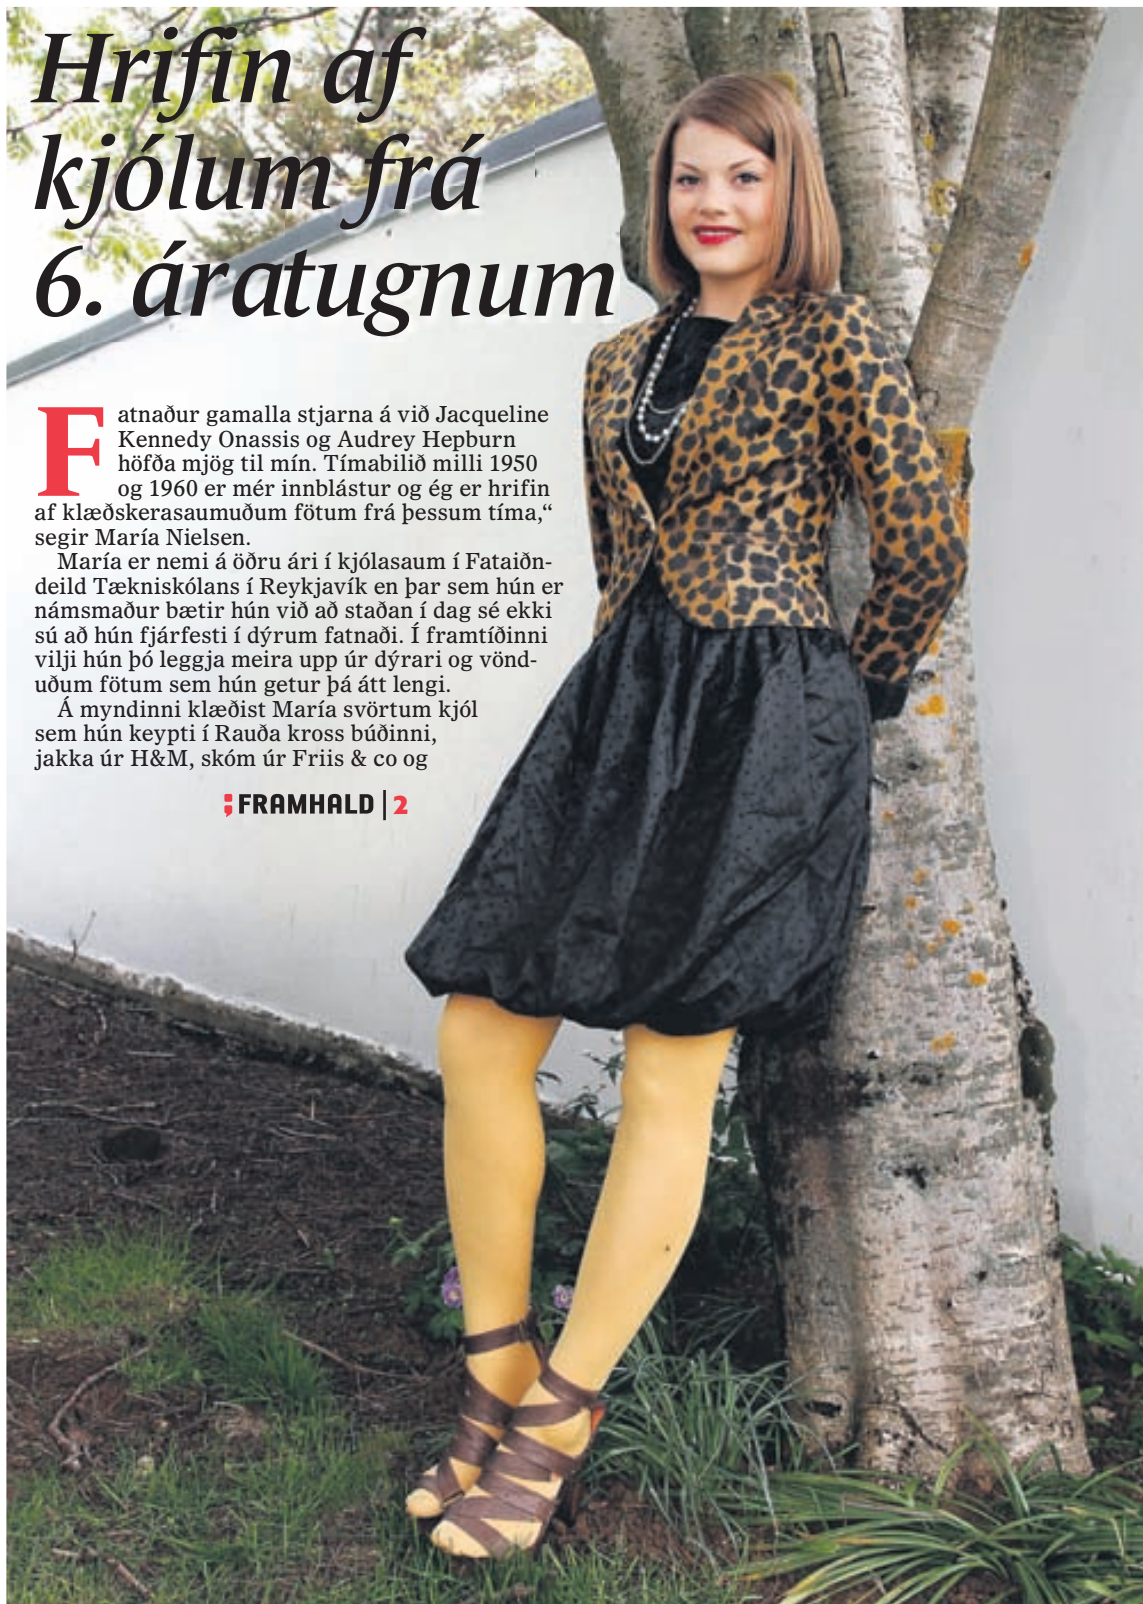 Hrifin af
kjólum frá
6. áratugnum
Fatnaður gamalla stjarna á við Jacqueline
Kennedy Onassis og Audrey Hepburn
höfða mjög til mín. Tímabilið milli 1950
og 1960 er mér innblástur og ég er hrifin
af klæðskerasaumuðum fötum frá þessum tíma,“
segir María Nielsen.
María er nemi á öðru ári í kjólasaum í Fataiðn-
deild Tækniskólans í Reykjavík en þar sem hún er
námsmaður bætir hún við að staðan í dag sé ekki
sú að hún fjárfesti í dýrum fatnaði. Í framtíðinni
vilji hún þó leggja meira upp úr dýrari og vönd-
uðum fötum sem hún getur þá átt lengi.
Á myndinni klæðist María svörtum kjól
sem hún keypti í Rauða kross búðinni,
jakka úr H&M, skóm úr Friis & co og
FRAMHALD | 2